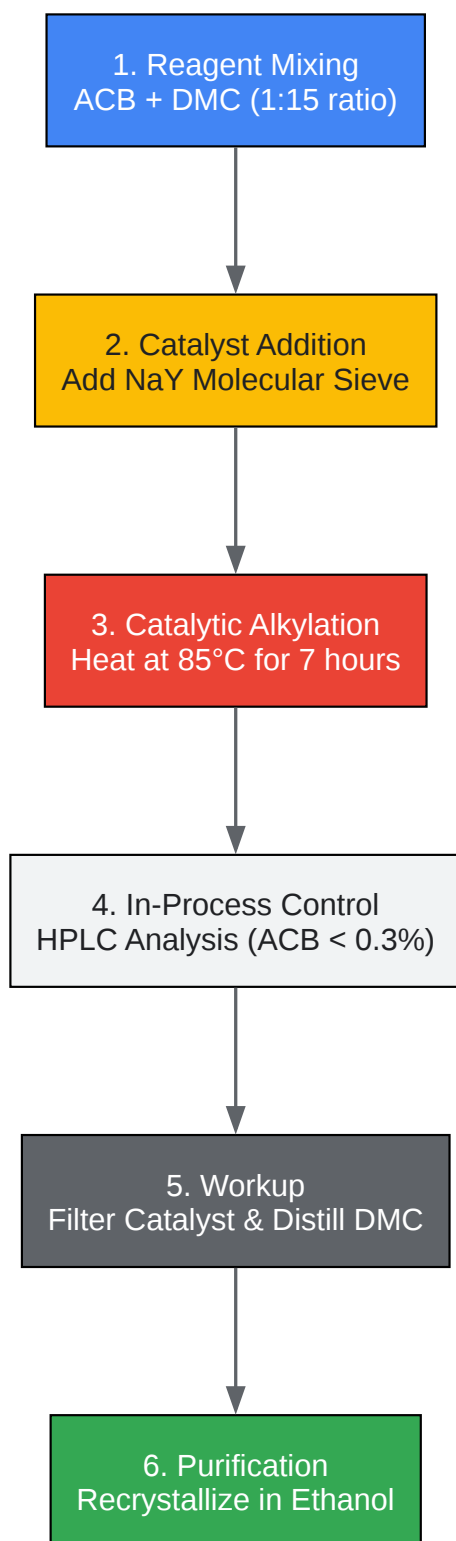 1. Reagent Mixing
ACB + DMC (1:15 ratio)
2. Catalyst Addition
Add NaY Molecular Sieve
3. Catalytic Alkylation
Heat at 85°C for 7 hours
4. In-Process Control
HPLC Analysis (ACB < 0.3%)
5. Workup
Filter Catalyst & Distill DMC
6. Purification
Recrystallize in Ethanol